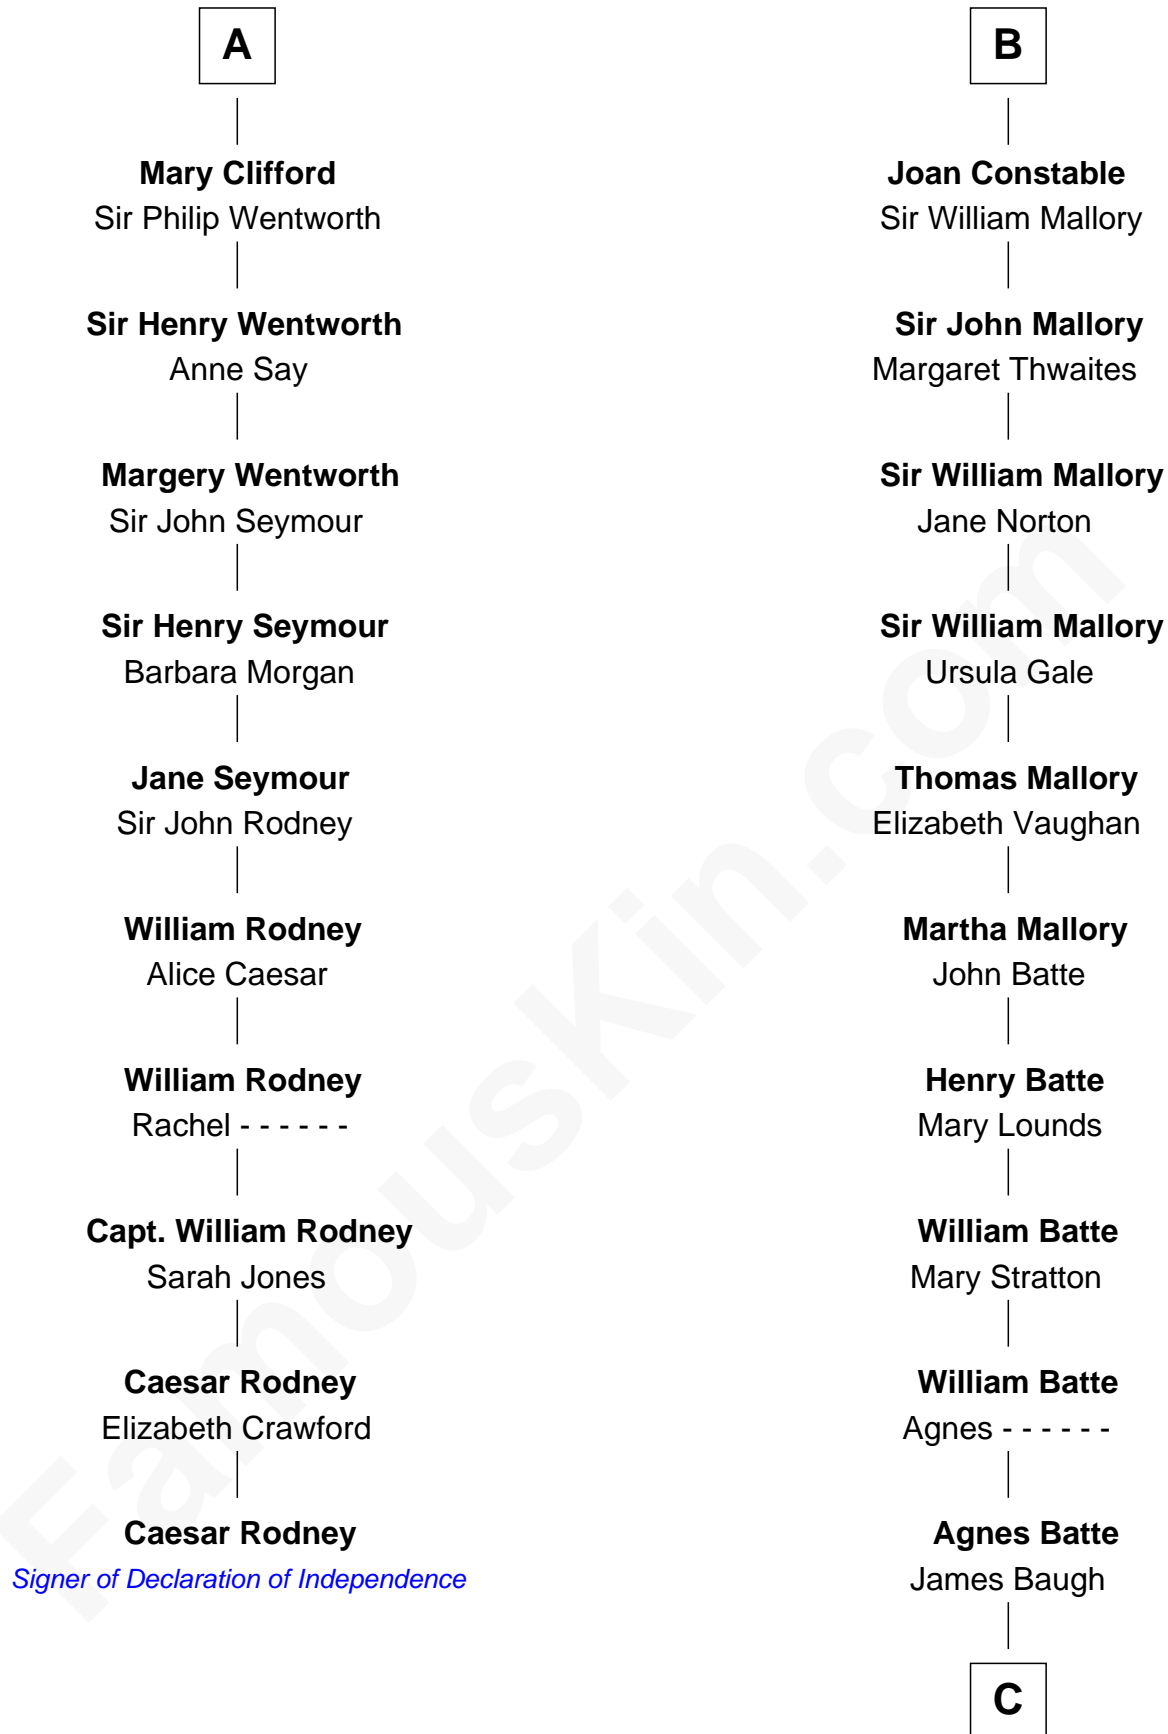 A
Mary Clifford
Sir Philip Wentworth
Sir Henry Wentworth
Anne Say
Margery Wentworth
Sir John Seymour
Sir Henry Seymour
Barbara Morgan
Jane Seymour
Sir John Rodney
William Rodney
Alice Caesar
William Rodney
Rachel - - - - - -
Capt. William Rodney
Sarah Jones
Caesar Rodney
Elizabeth Crawford
Caesar Rodney
Signer of Declaration of Independence
B
Joan Constable
Sir William Mallory
Sir John Mallory
Margaret Thwaites
Sir William Mallory
Jane Norton
Sir William Mallory
Ursula Gale
Thomas Mallory
Elizabeth Vaughan
Martha Mallory
John Batte
Henry Batte
Mary Lounds
William Batte
Mary Stratton
William Batte
Agnes - - - - - -
Agnes Batte
James Baugh
C
FamousKin.com